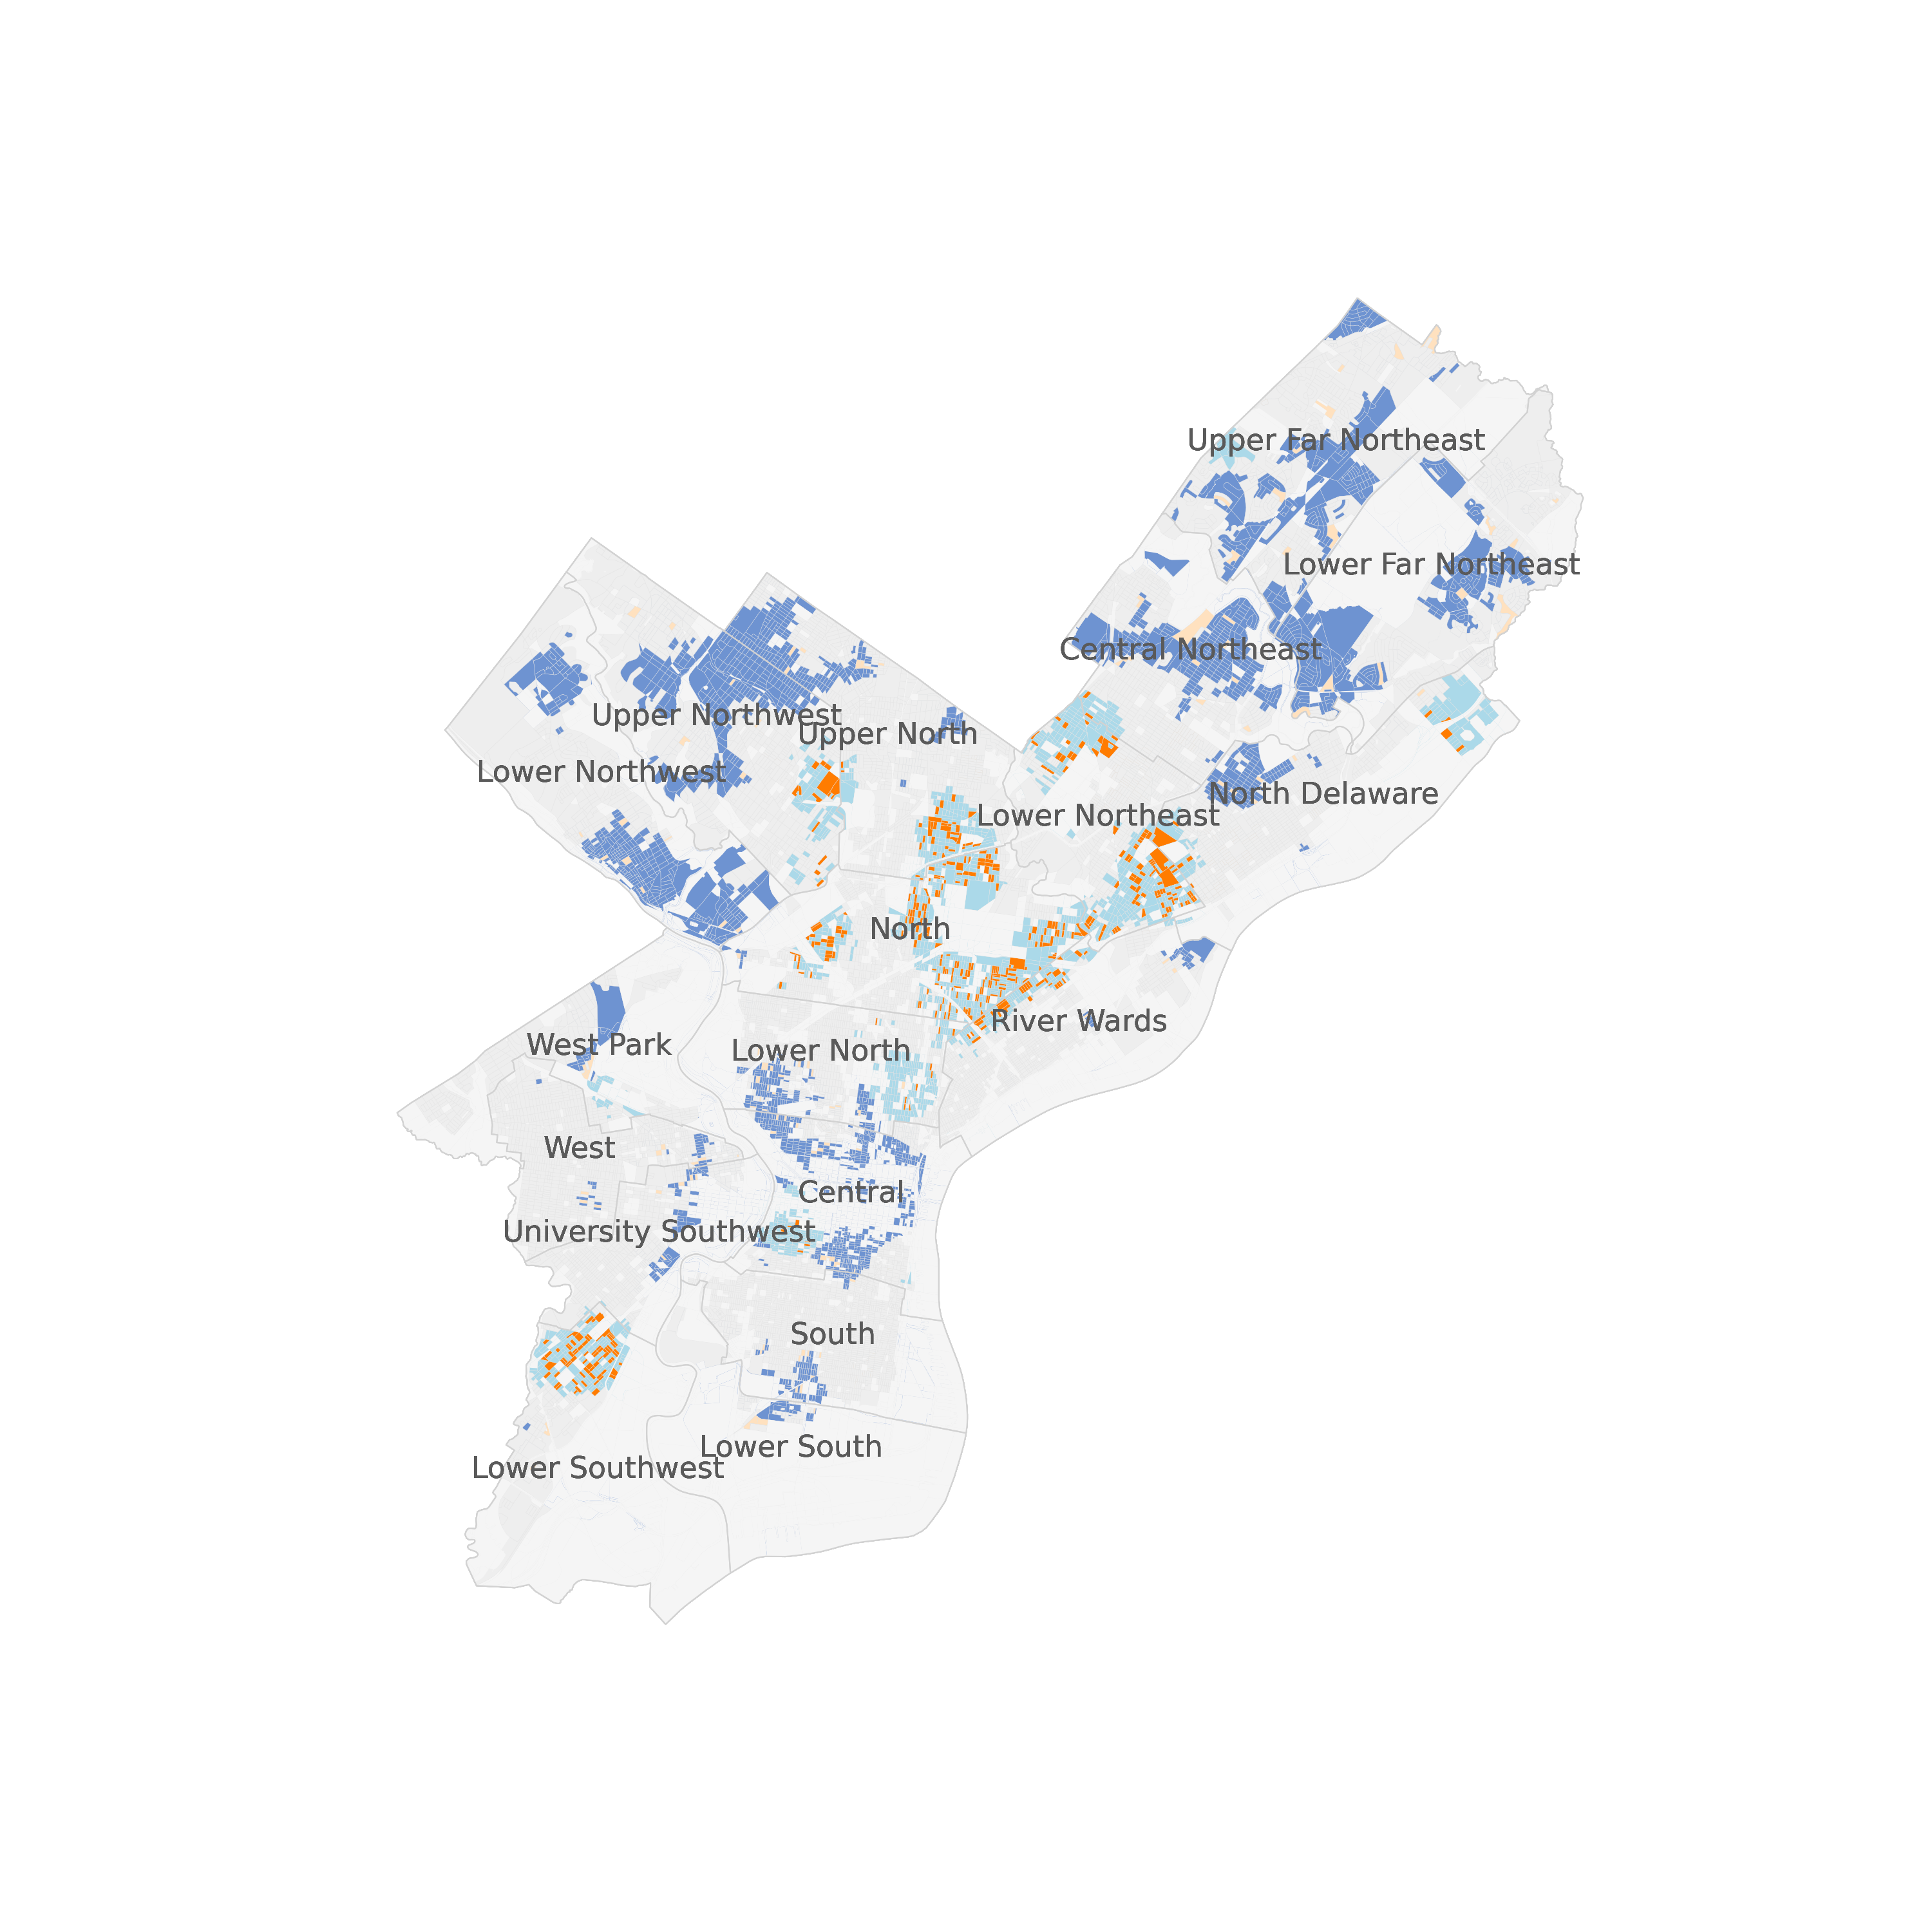 Upper Far Northeast
Lower Far Northeast
Central Northeast
Upper Northwest
Upper North
Lower Northwest
North Delaware
Lower Northeast
North
River Wards
West Park
Lower North
West
Central
University Southwest
South
Lower South
Lower Southwest